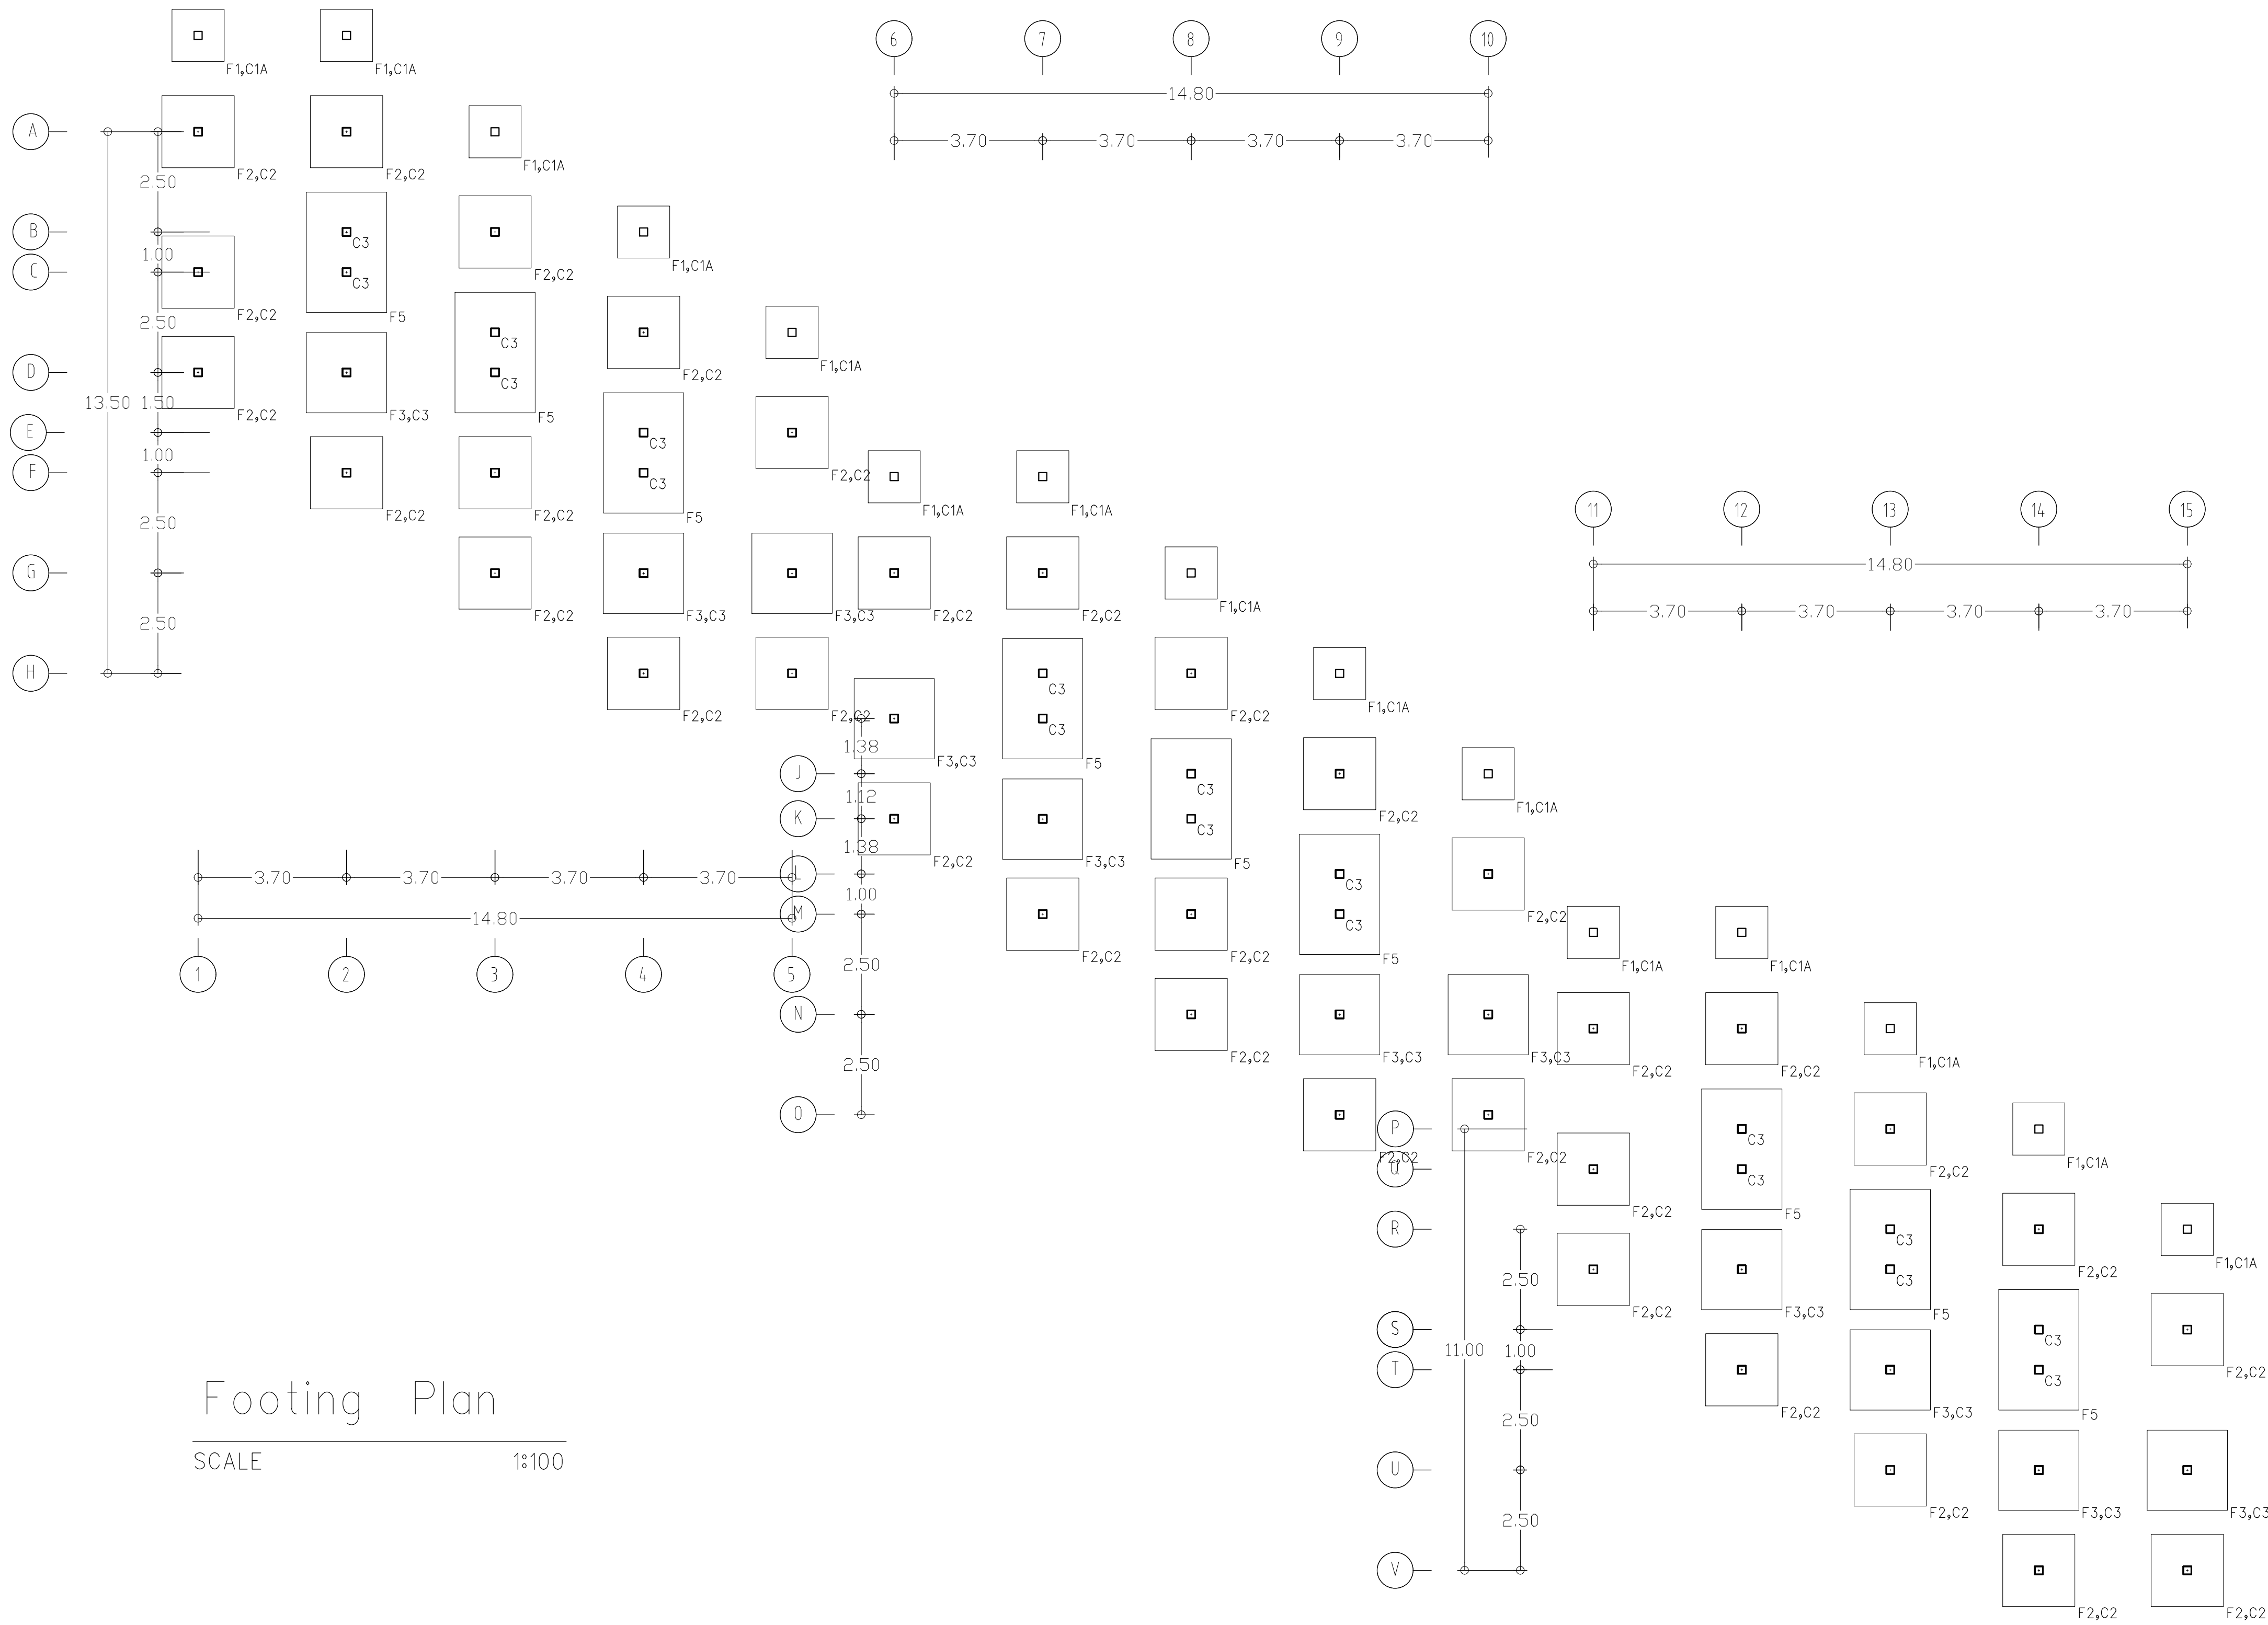 F1,C1A F1,C1A
6 7 8 9 10
14.80
A
3.70 3.70 3.70 3.70
F2,C2 F2,C2 F1,C1A
2.50
B
C3
1.00
F2,C2 F1,C1A
C
C3
F2,C2 F5
2.50
C3
D
F2,C2 F1,C1A
C3
13.50 1.50
F2,C2 F3,C3 F5
E
C3
1.00
F
F2,C2
C3
F2,C2 F2,C2 F5 F1,C1A F1,C1A
11 12 13 14 15
2.50
14.80
G
3.70 3.70 3.70 3.70
F2,C2 F3,C3 F3,C3 F2,C2 F2,C2 F1,C1A
2.50
H
C3
F2,C2 F2,C2 F2,C2 F1,C1A
C3
1.38
F3,C3 F5
J
C3
1.12
F2,C2 F1,C1A
K
C3
1.38
F2,C2 F3,C3 F5
3.70 3.70 3.70 3.70
L
C3
1.00
M
14.80
F2,C2
C3
F2,C2 F2,C2 F5 F1,C1A F1,C1A
2.50
1 2 3 4 5
N
F2,C2 F3,C3 F3,C3 F2,C2 F2,C2 F1,C1A
2.50
O
P
C3
F2,C2 F2,C2 F2,C2 F1,C1A
Q
C3
F2,C2 F5
R
C3
2.50
F2,C2 F1,C1A
C3
F2,C2 F3,C3 F5
S
C3
11.00 1.00
T
F2,C2
C3
F2,C2 F3,C3 F5
2.50
Footing Plan
SCALE 1:100
U
F2,C2 F3,C3 F3,C3
2.50
V
F2,C2 F2,C2